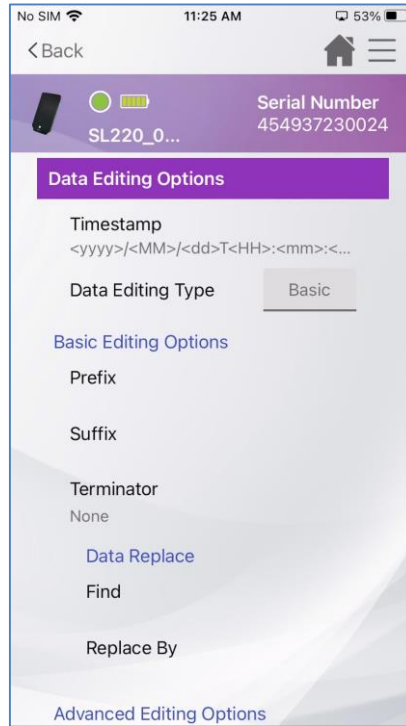 No SIM 11:25 AM 53%
Back
SL220_0...
Serial Number
454937230024
Data Editing Options
Timestamp
<yyyy>/<MM>/<dd>T<HH>:<mm>:<...
Data Editing Type Basic
Basic Editing Options
Prefix
Suffix
Terminator
None
Data Replace
Find
Replace By
Advanced Editing Options